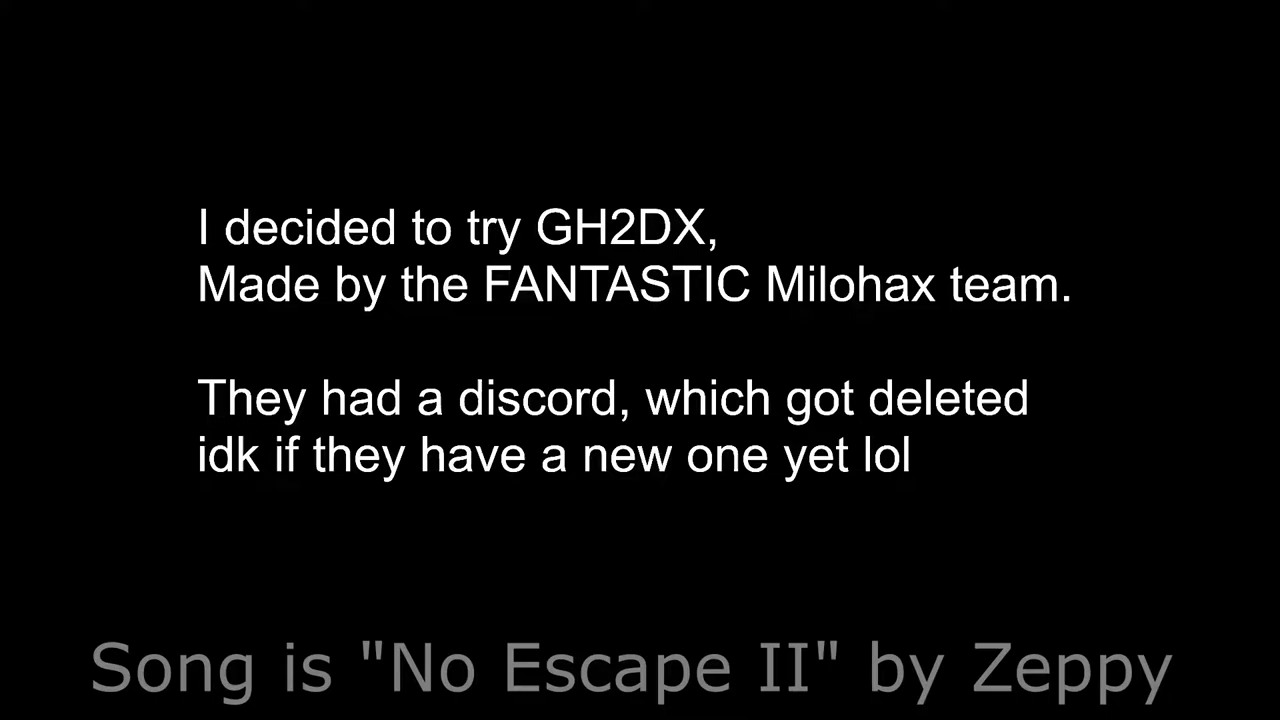 I decided to try GH2DX,
Made by the FANTASTIC Milohax team.
They had a discord, which got deleted
idk if they have a new one yet lol
Song is "No Escape II" by Zeppy